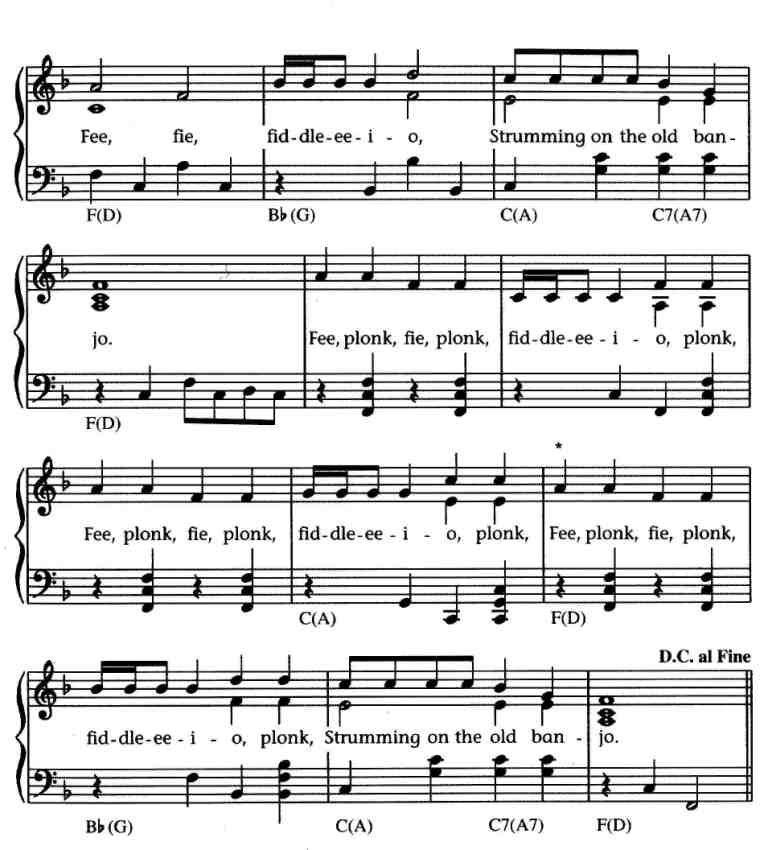 Fee, fie, fid-dle-ee - i - o, Strumming on the old ban-
F(D) B♭(G) C(A) C7(A7)
jo. Fee, plonk, fie, plonk, fid-dle-ee - i - o, plonk,
F(D)
*
Fee, plonk, fie, plonk, fid-dle-ee - i - o, plonk, Fee, plonk, fie, plonk,
C(A) F(D)
D.C. al Fine
fid-dle-ee - i - o, plonk, Strumming on the old ban - jo.
B♭(G) C(A) C7(A7) F(D)